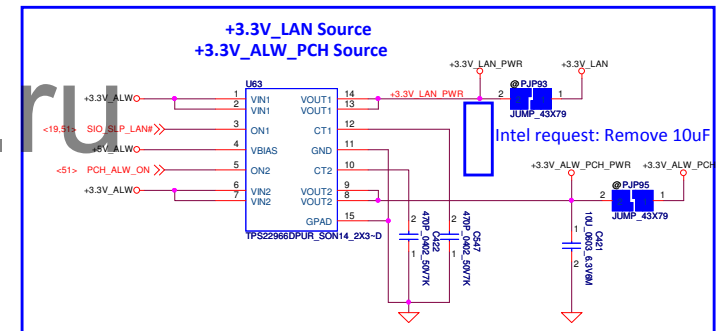 +3.3V_LAN Source
+3.3V_ALW_PCH Source
+3.3V_LAN_PWR
+3.3V_LAN
U63
@PJP93
+3.3V_ALW
1 VIN1 VOUT1 14
+3.3V_LAN_PWR
2 1
2 VIN1 VOUT1 13
JUMP_43X79
<19,51> SIO_SLP_LAN#
3 ON1 CT1 12
Intel request: Remove 10uF
+5V_ALW
4 VBIAS GND 11
+3.3V_ALW_PCH_PWR
+3.3V_ALW_PCH
<51> PCH_ALW_ON
5 ON2 CT2 10
@PJP95
+3.3V_ALW
6 VIN2 VOUT2 9
7 VIN2 VOUT2 8
2 1
JUMP_43X79
GPAD 15
TPS22966DPUR_SON14_2X3~D
2 1
470P_0402_50V7K
C422
2 1
470P_0402_50V7K
C547
1 2
10U_0603_6.3V6M
C421
.ru